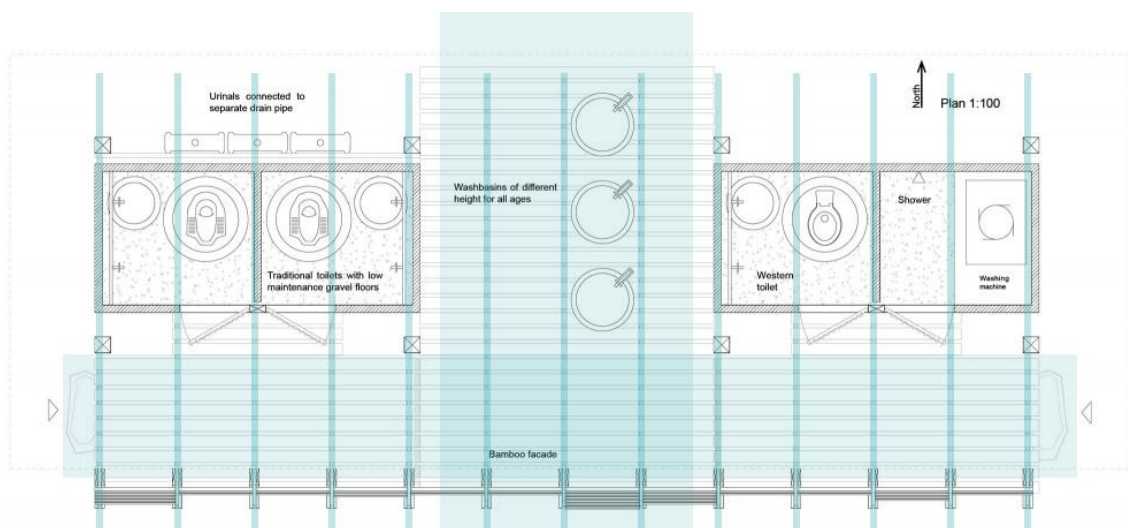 Urinals connected to
separate drain pipe
North
Plan 1:100
Washbasins of different
height for all ages
Shower
Traditional toilets with low
maintenance gravel floors
Western
toilet
Washing
machine
Bamboo facade